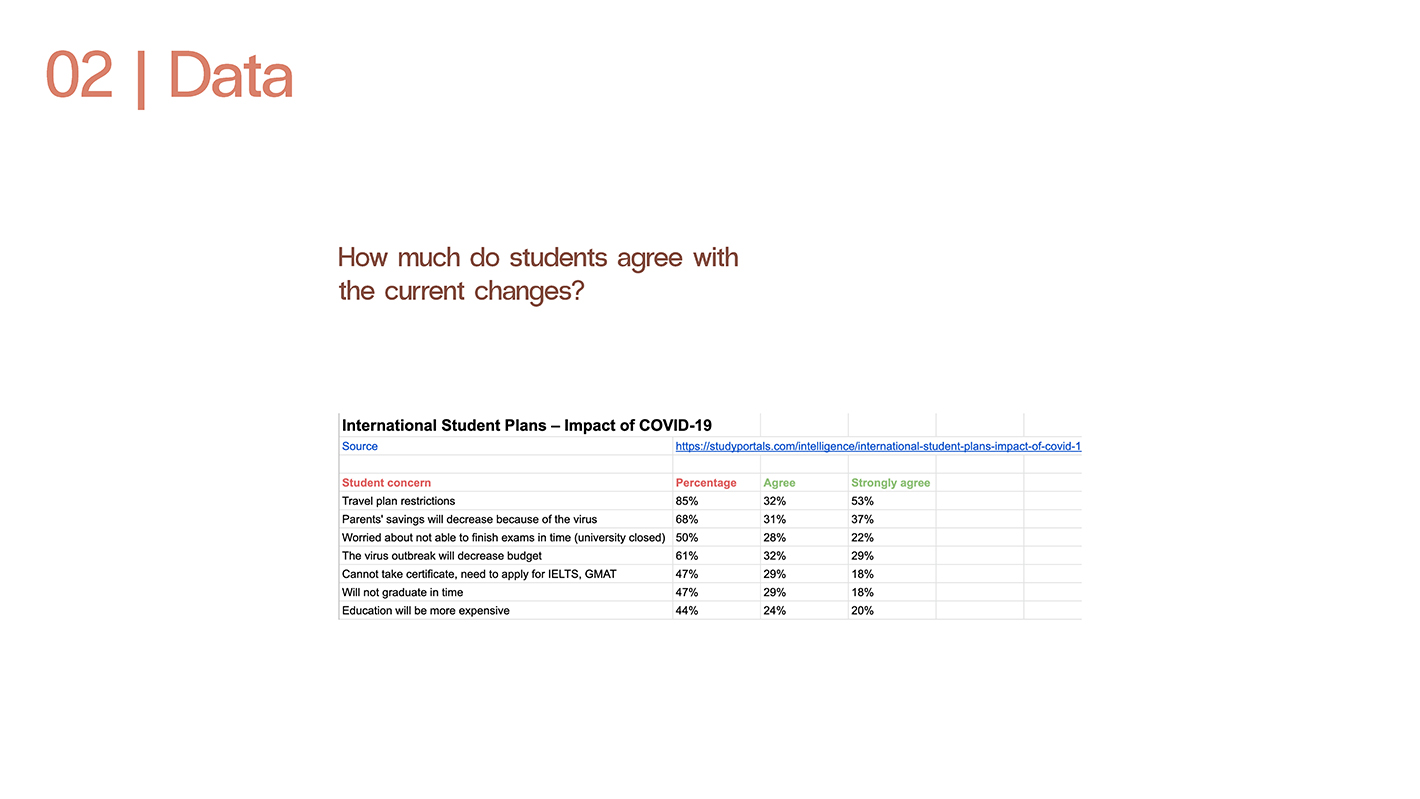 02 | Data
How much do students agree with
the current changes?
International Student Plans – Impact of COVID-19
Source https://studyportals.com/intelligence/international-student-plans-impact-of-covid-1
Student concern Percentage Agree Strongly agree
Travel plan restrictions 85% 32% 53%
Parents' savings will decrease because of the virus 68% 31% 37%
Worried about not able to finish exams in time (university closed) 50% 28% 22%
The virus outbreak will decrease budget 61% 32% 29%
Cannot take certificate, need to apply for IELTS, GMAT 47% 29% 18%
Will not graduate in time 47% 29% 18%
Education will be more expensive 44% 24% 20%